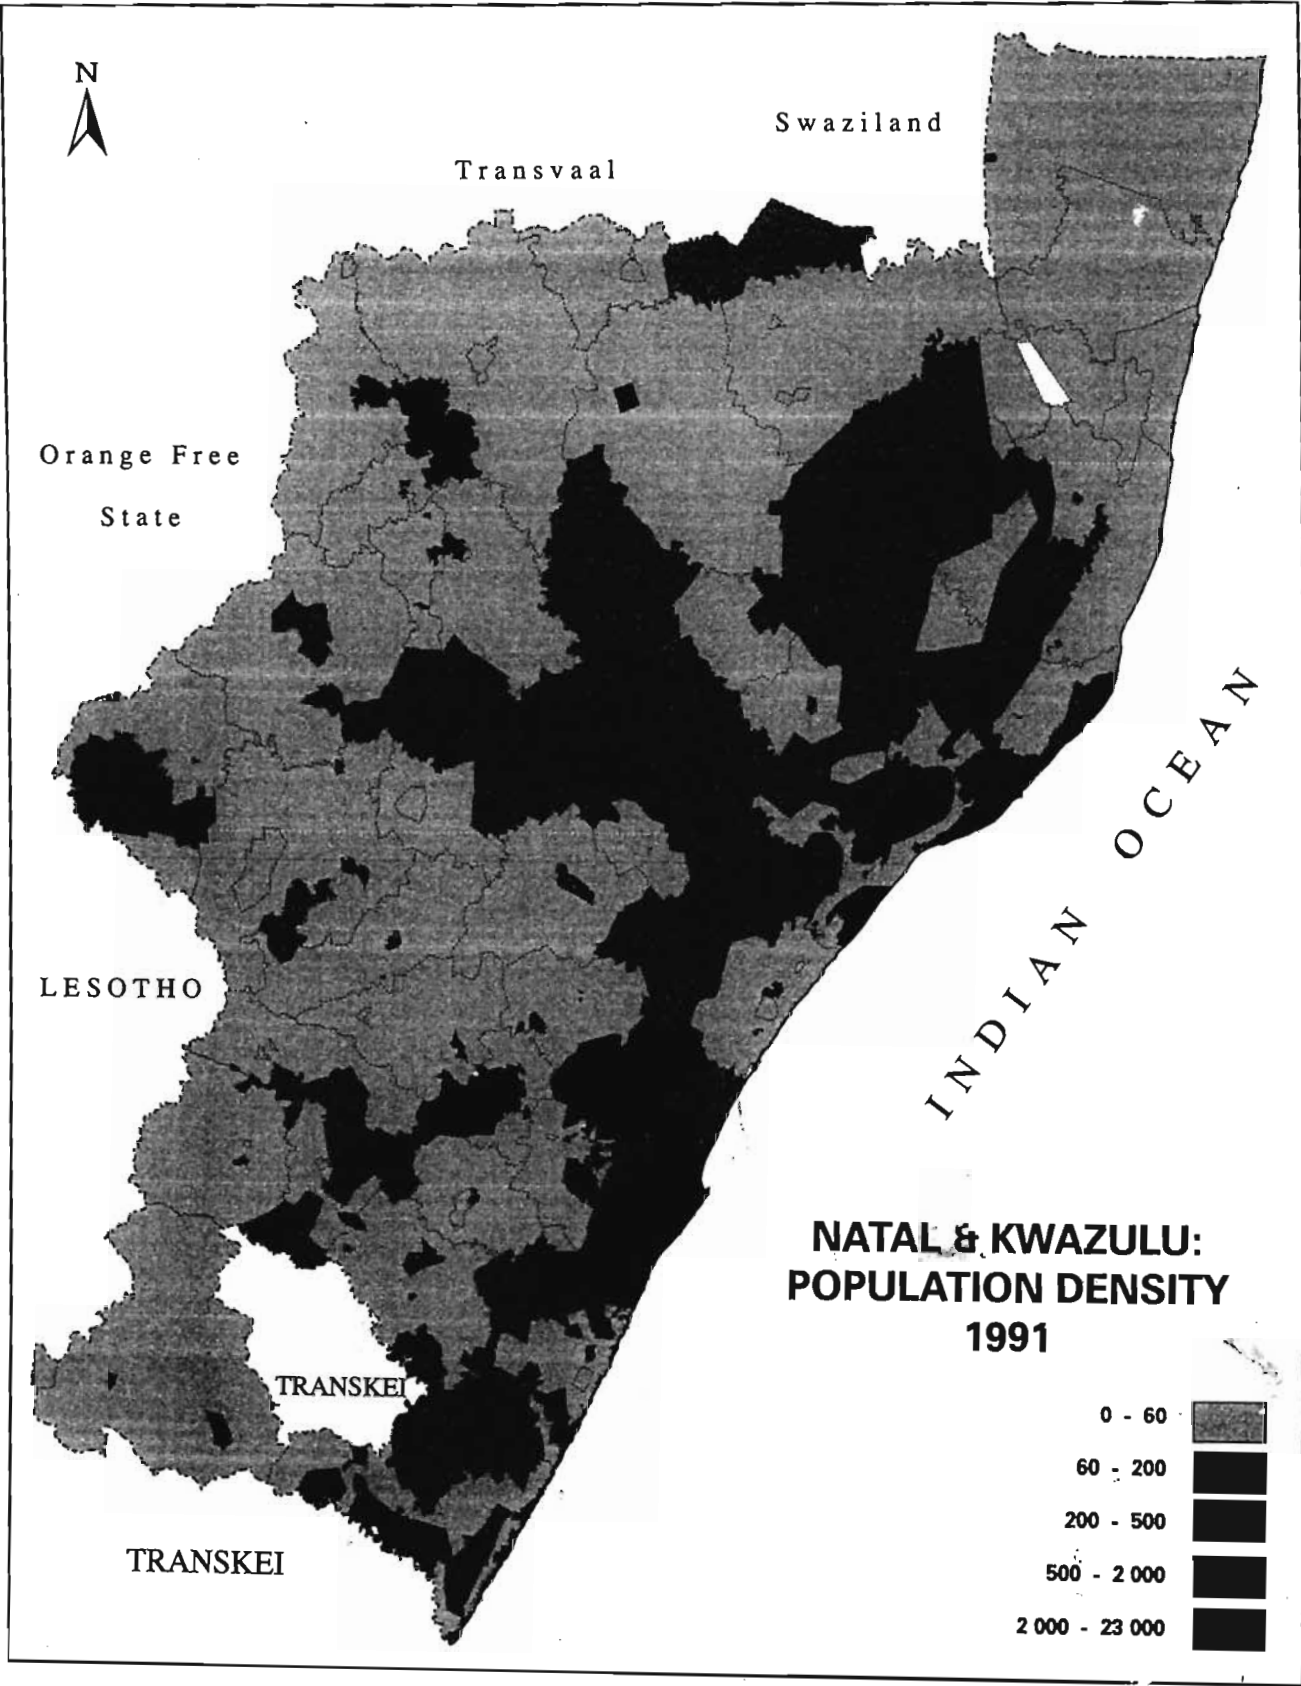 N
Swaziland
Transvaal
Orange Free
State
LESOTHO
INDIAN OCEAN
NATAL & KWAZULU:
POPULATION DENSITY
1991
TRANSKEI
0 - 60
60 - 200
200 - 500
500 - 2 000
2 000 - 23 000
TRANSKEI